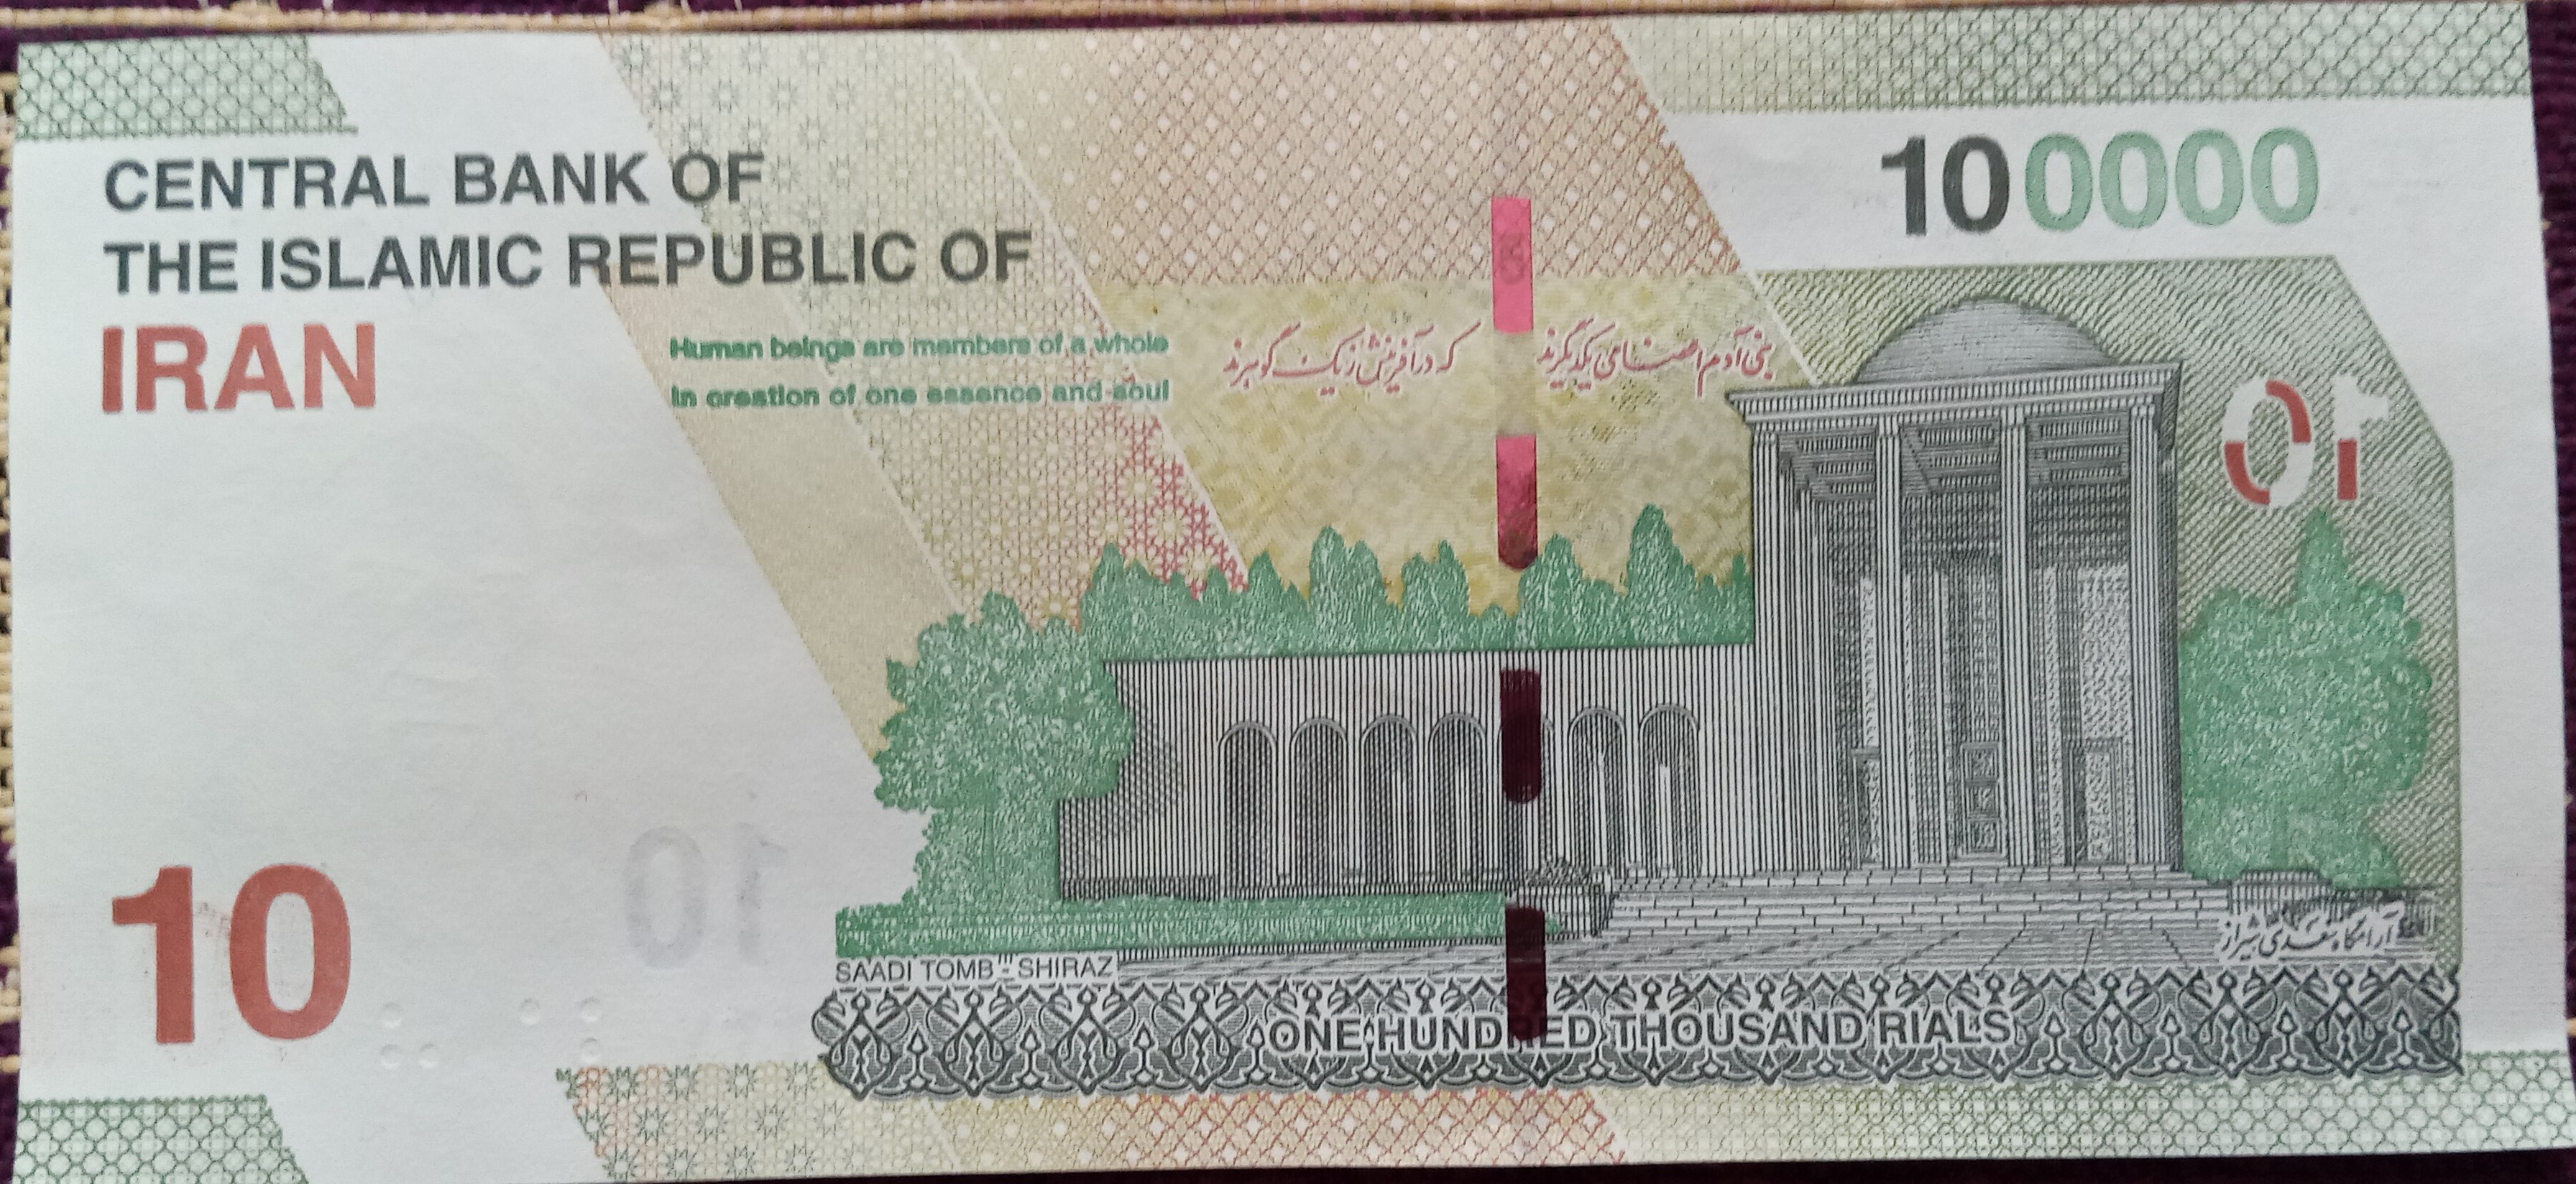 CENTRAL BANK OF
THE ISLAMIC REPUBLIC OF
IRAN
100000
Human beings are members of a whole
In creation of one essence and soul
بنی آدم اعضای یکدیگرند
که در آفرینش ز یک گوهرند
10
SAADI TOMB - SHIRAZ
آرامگاه سعدی شیراز
ONE HUNDRED THOUSAND RIALS